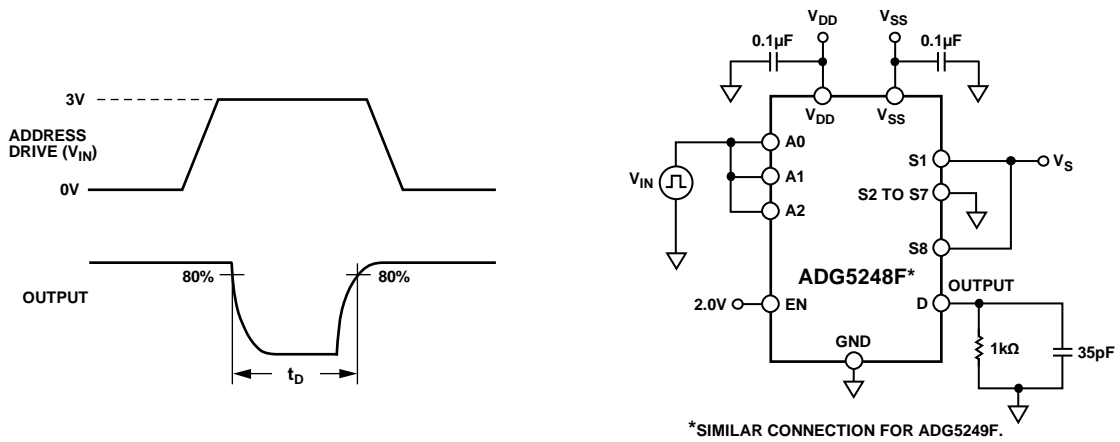 3V
ADDRESS
DRIVE (VIN)
0V
80%
80%
OUTPUT
tD
VDD
VSS
0.1µF
0.1µF
VDD
VSS
A0
A1
A2
VIN
S1
VS
S2 TO S7
S8
ADG5248F*
OUTPUT
2.0V
EN
D
GND
1kΩ
35pF
*SIMILAR CONNECTION FOR ADG5249F.